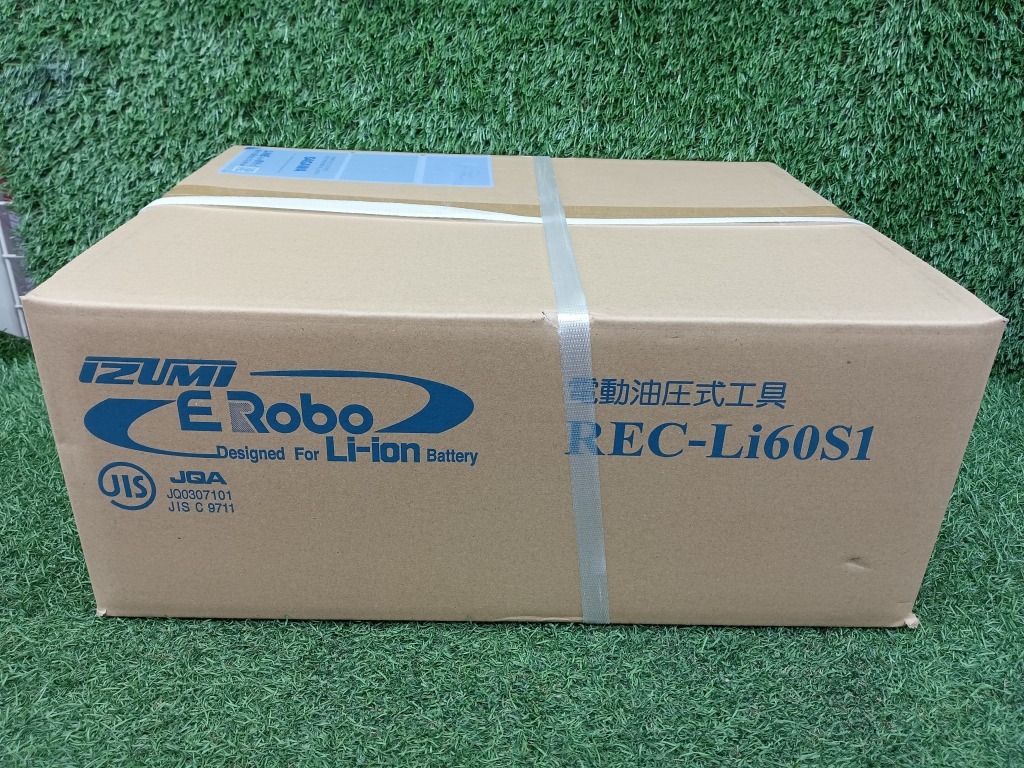 IZUMI
E Robo
Designed For Li-ion Battery
JIS
JQA
JQ0307101
JIS C 9711
電動油圧式工具
REC-Li60S1